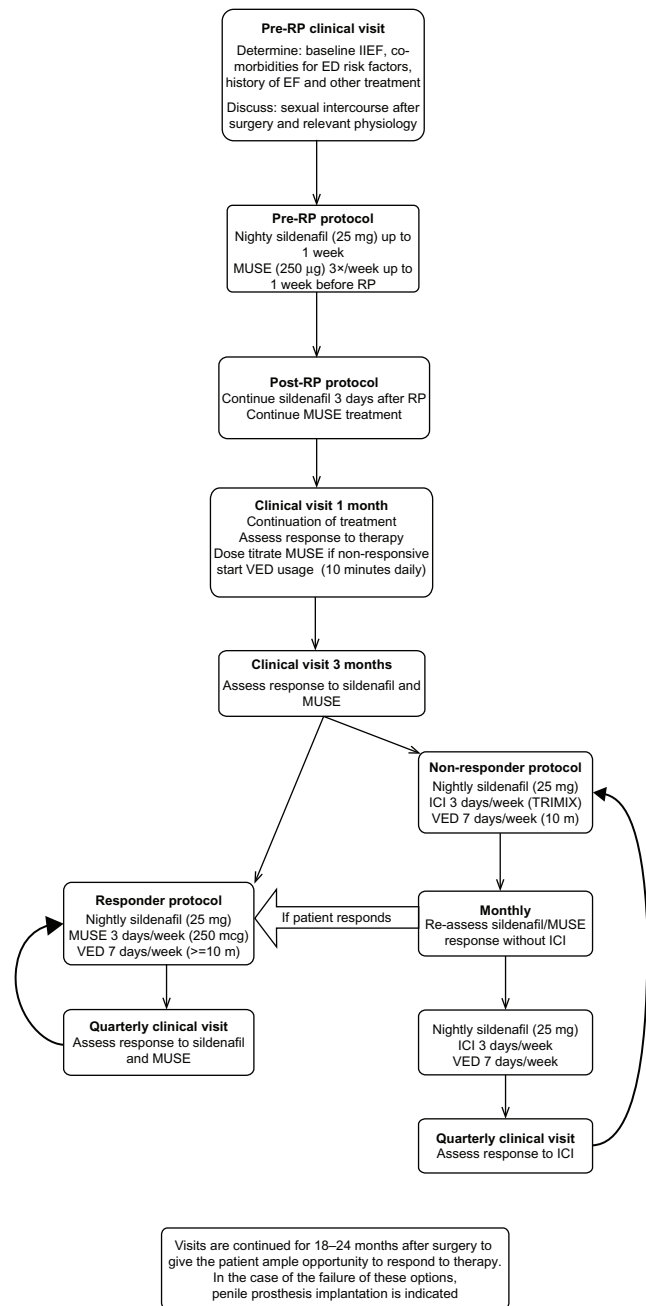 Pre-RP clinical visit
Determine: baseline IIEF, co-
morbidities for ED risk factors,
history of EF and other treatment
Discuss: sexual intercourse after
surgery and relevant physiology
Pre-RP protocol
Nighty sildenafil (25 mg) up to
1 week
MUSE (250 µg) 3×/week up to
1 week before RP
Post-RP protocol
Continue sildenafil 3 days after RP
Continue MUSE treatment
Clinical visit 1 month
Continuation of treatment
Assess response to therapy
Dose titrate MUSE if non-responsive
start VED usage (10 minutes daily)
Clinical visit 3 months
Assess response to sildenafil and
MUSE
Non-responder protocol
Nightly sildenafil (25 mg)
ICI 3 days/week (TRIMIX)
VED 7 days/week (10 m)
Responder protocol
Nightly sildenafil (25 mg)
MUSE 3 days/week (250 mcg)
VED 7 days/week (>=10 m)
If patient responds
Monthly
Re-assess sildenafil/MUSE
response without ICI
Quarterly clinical visit
Assess response to sildenafil
and MUSE
Nightly sildenafil (25 mg)
ICI 3 days/week
VED 7 days/week
Quarterly clinical visit
Assess response to ICI
Visits are continued for 18–24 months after surgery to
give the patient ample opportunity to respond to therapy.
In the case of the failure of these options,
penile prosthesis implantation is indicated